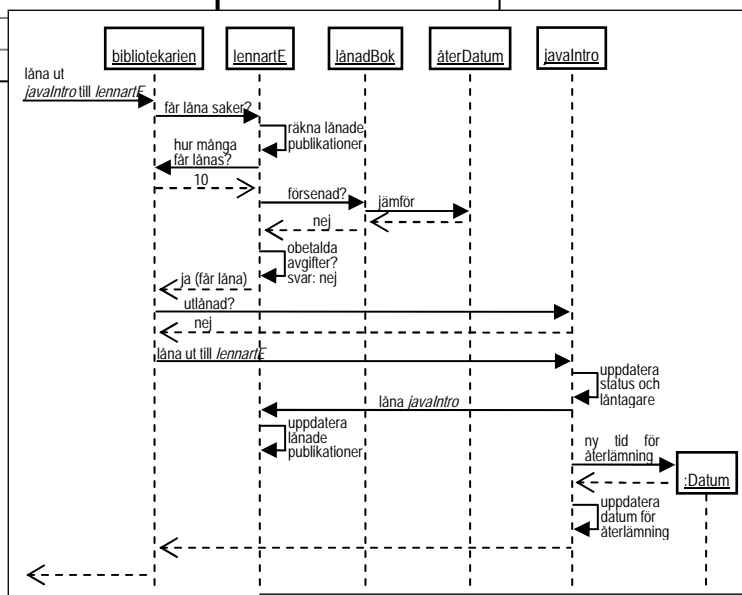 bibliotekarien
lennartE
lånadBok
återDatum
javaIntro
låna ut
javaIntro till lennartE
får låna saker?
räkna lånade
publikationer
hur många
får lånas?
10
försenad?
jämför
nej
obetalda
avgifter?
svar: nej
ja (får låna)
utlånad?
nej
låna ut till lennartE
uppdatera
status och
låntagare
låna javaIntro
uppdatera
lånade
publikationer
ny tid för
återlämning
:Datum
uppdatera
datum för
återlämning